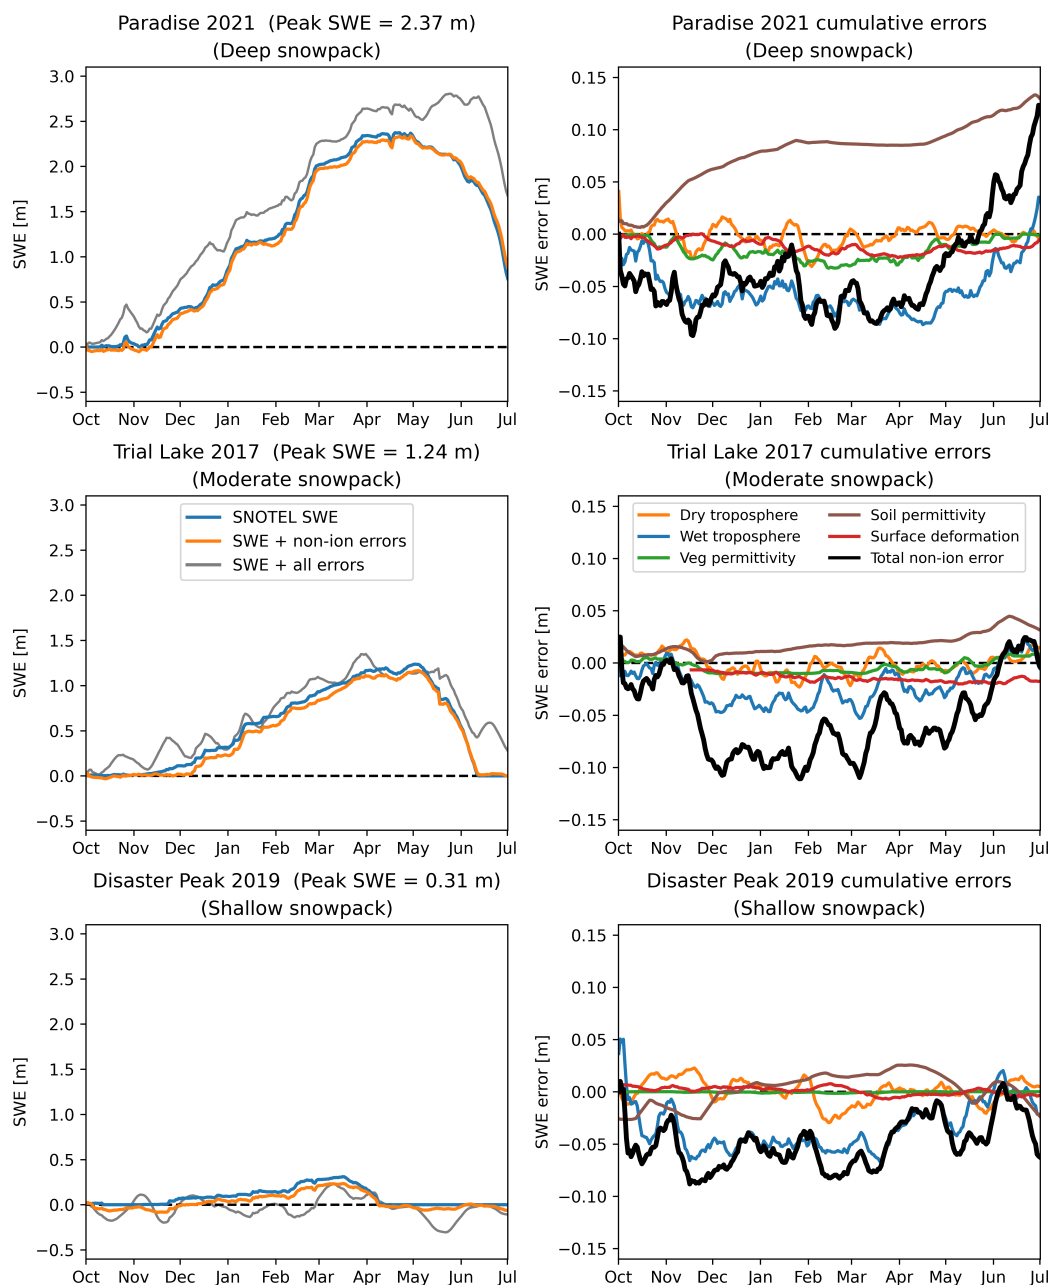 Paradise 2021  (Peak SWE = 2.37 m)
(Deep snowpack)
SWE [m]
3.0
2.5
2.0
1.5
1.0
0.5
0.0
−0.5
Oct Nov Dec Jan Feb Mar Apr May Jun Jul
Paradise 2021 cumulative errors
(Deep snowpack)
SWE error [m]
0.15
0.10
0.05
0.00
−0.05
−0.10
−0.15
Oct Nov Dec Jan Feb Mar Apr May Jun Jul
Trial Lake 2017  (Peak SWE = 1.24 m)
(Moderate snowpack)
SWE [m]
3.0
2.5
2.0
1.5
1.0
0.5
0.0
−0.5
SNOTEL SWE
SWE + non-ion errors
SWE + all errors
Oct Nov Dec Jan Feb Mar Apr May Jun Jul
Trial Lake 2017 cumulative errors
(Moderate snowpack)
SWE error [m]
0.15
0.10
0.05
0.00
−0.05
−0.10
−0.15
Dry troposphere
Wet troposphere
Veg permittivity
Soil permittivity
Surface deformation
Total non-ion error
Oct Nov Dec Jan Feb Mar Apr May Jun Jul
Disaster Peak 2019  (Peak SWE = 0.31 m)
(Shallow snowpack)
SWE [m]
3.0
2.5
2.0
1.5
1.0
0.5
0.0
−0.5
Oct Nov Dec Jan Feb Mar Apr May Jun Jul
Disaster Peak 2019 cumulative errors
(Shallow snowpack)
SWE error [m]
0.15
0.10
0.05
0.00
−0.05
−0.10
−0.15
Oct Nov Dec Jan Feb Mar Apr May Jun Jul